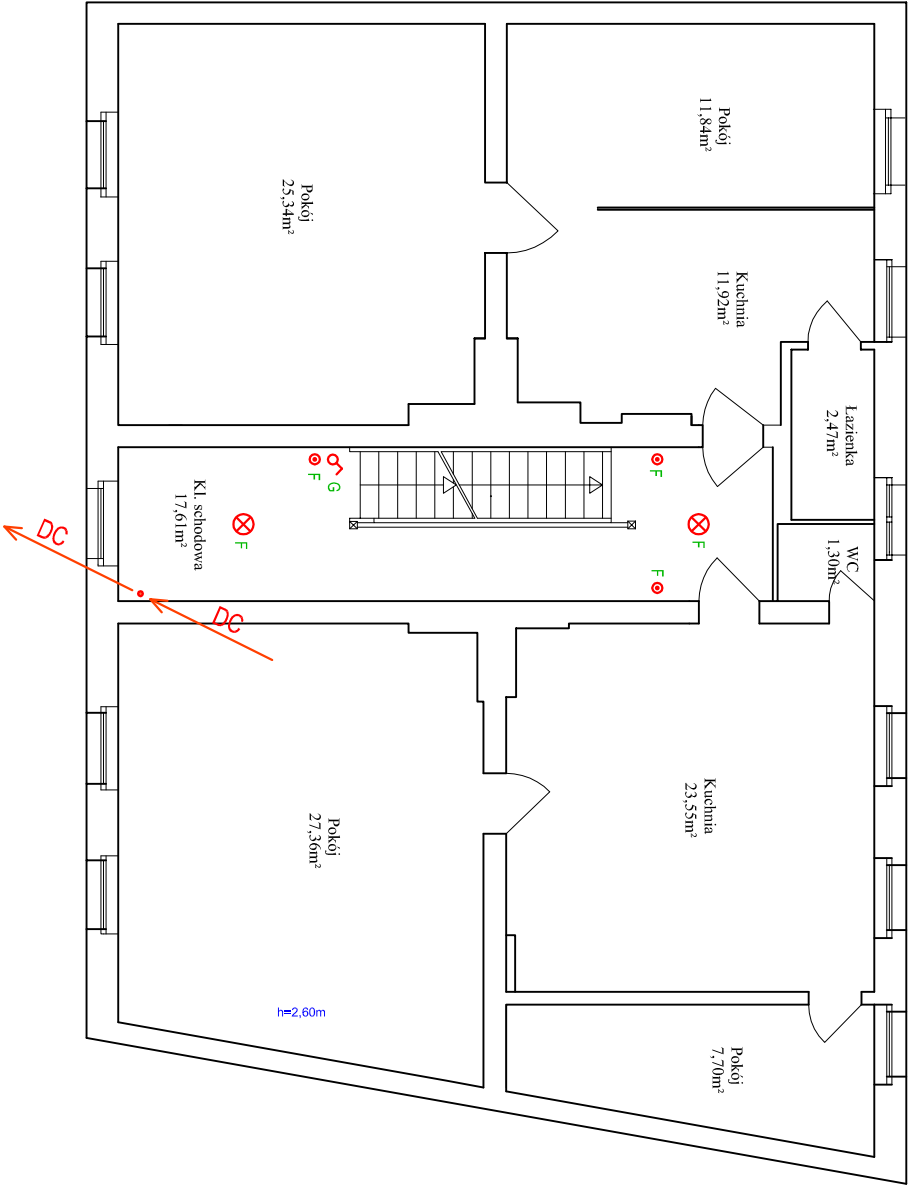 Pokój
11,84m²
Pokój
25,34m²
Kuchnia
11,92m²
Łazienka
2,47m²
WC
1,30m²
Kl. schodowa
17,61m²
F
G
F
F
F
F
DC
DC
Kuchnia
23,55m²
Pokój
27,36m²
h=2,60m
Pokój
7,70m²